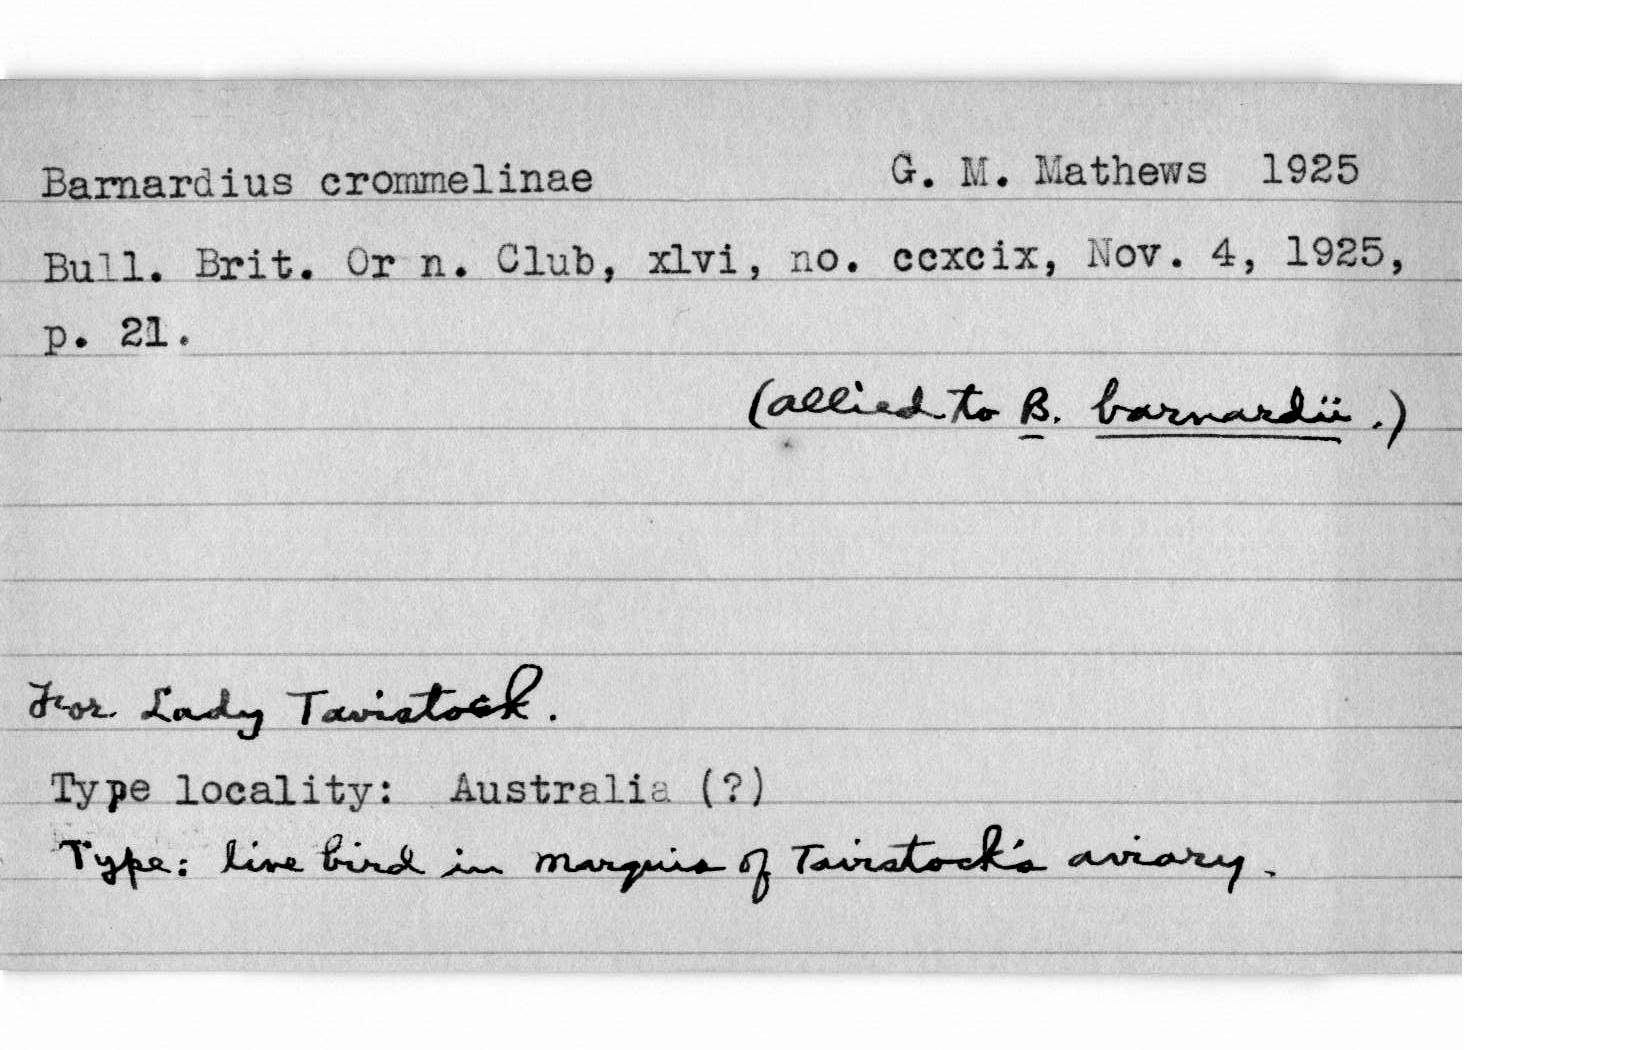 Barnardius crommelinae G. M. Mathews 1925
Bull. Brit. Or n. Club, xlvi, no. ccxcix, Nov. 4, 1925,
p. 21.
(allied to B. barnardii.)
For Lady Tavistock.
Type locality: Australia (?)
Type: live bird in Marquis of Tavistock's aviary.